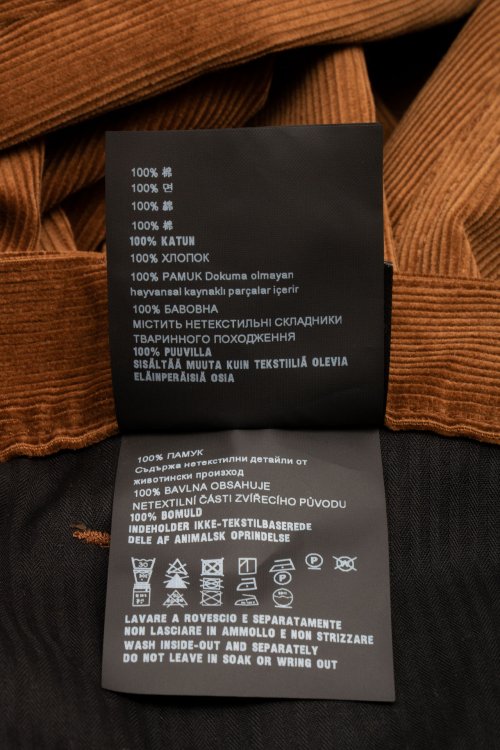 100% 棉
100% 면
100% 綿
100% 棉
100% KATUN
100% ХЛОПОК
100% PAMUK Dokuma olmayan
hayvansal kaynaklı parçalar içerir
100% БАВОВНА
МІСТИТЬ НЕТЕКСТИЛЬНІ СКЛАДНИКИ
ТВАРИННОГО ПОХОДЖЕННЯ
100% PUUVILLA
SISÄLTÄÄ MUUTA KUIN TEKSTIILIÄ OLEVIA
ELÄINPERÄISIÄ OSIA
100% ПАМУК
Съдържа нетекстилни детайли от
животински произход
100% BAVLNA OBSAHUJE
NETEXTILNÍ ČÁSTI ZVÍŘECÍHO PŮVODU
100% BOMULD
INDEHOLDER IKKE-TEKSTILBASEREDE
DELE AF ANIMALSK OPRINDELSE
30 P W
LAVARE A ROVESCIO E SEPARATAMENTE
NON LASCIARE IN AMMOLLO E NON STRIZZARE
WASH INSIDE-OUT AND SEPARATELY
DO NOT LEAVE IN SOAK OR WRING OUT